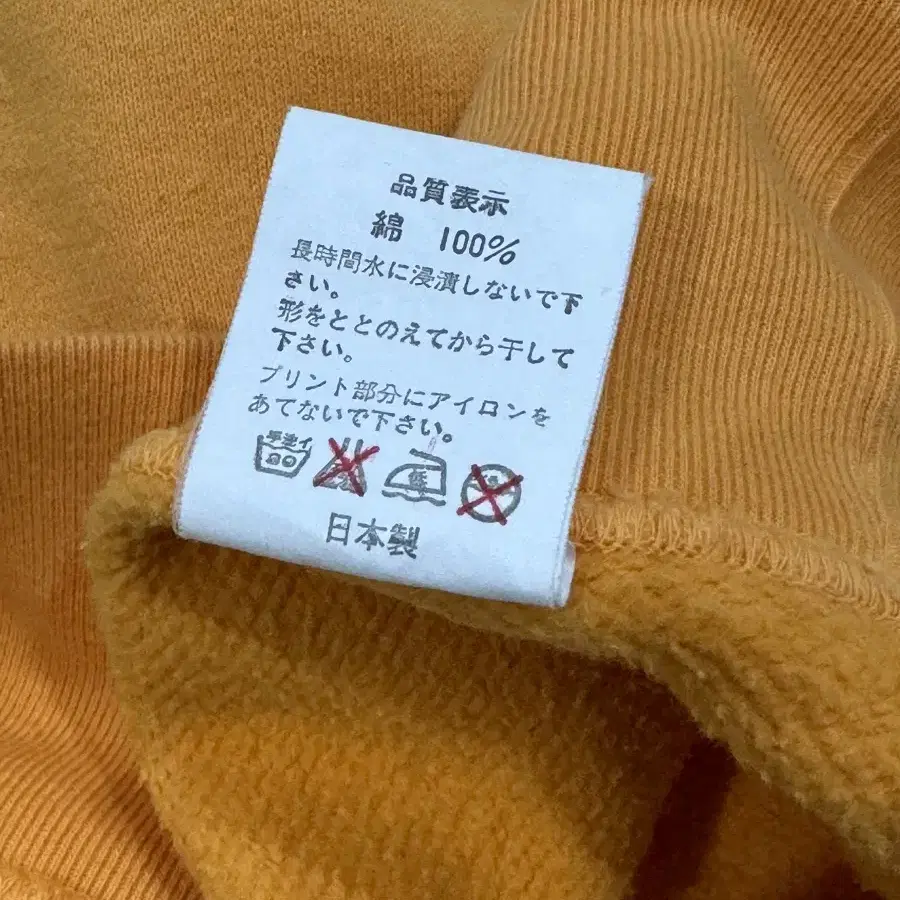 品質表示
綿 100%
長時間水に浸漬しないで下
さい。
形をととのえてから干して
下さい。
プリント部分にアイロンを
あてないで下さい。
手洗イ
低
日本製